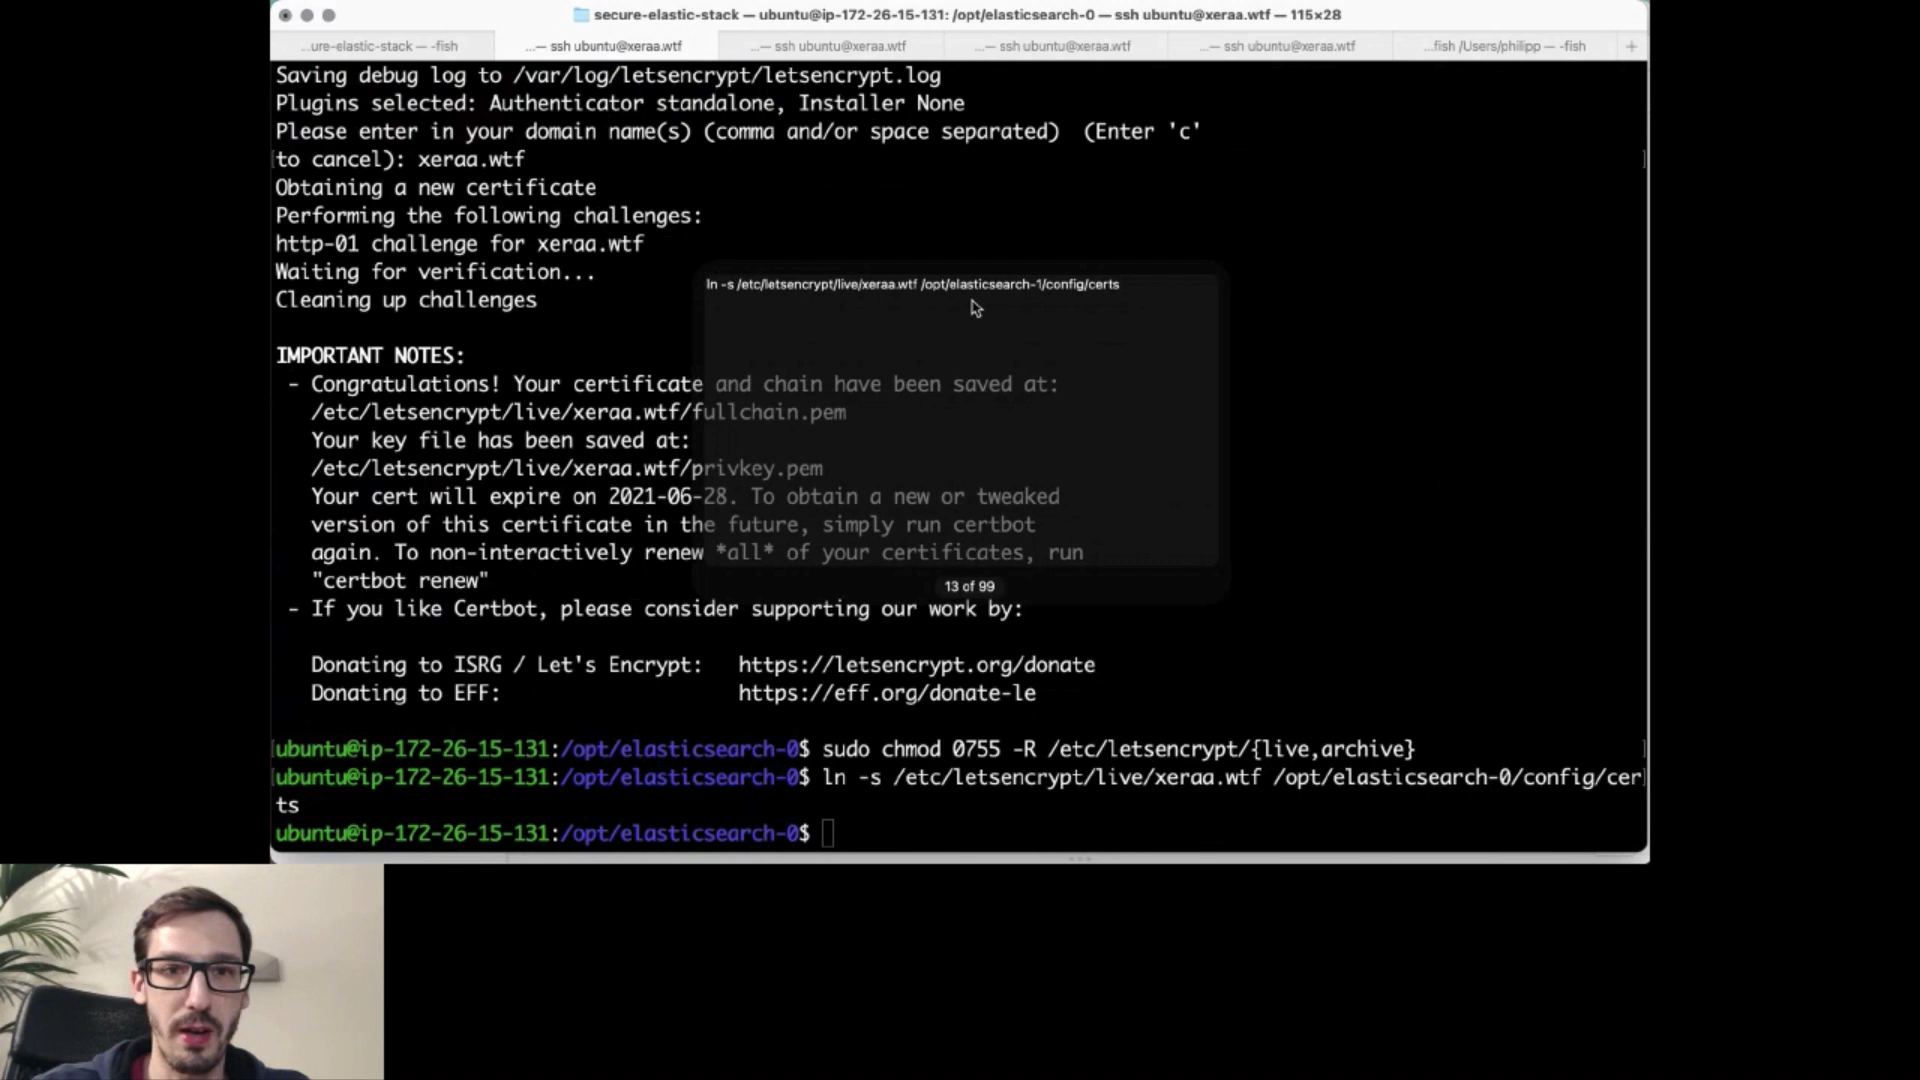 secure-elastic-stack — ubuntu@ip-172-26-15-131: /opt/elasticsearch-0 — ssh ubuntu@xeraa.wtf — 115×28
...ure-elastic-stack — -fish ...— ssh ubuntu@xeraa.wtf ...— ssh ubuntu@xeraa.wtf ...— ssh ubuntu@xeraa.wtf ...— ssh ubuntu@xeraa.wtf ...fish /Users/philipp — -fish +
Saving debug log to /var/log/letsencrypt/letsencrypt.log
Plugins selected: Authenticator standalone, Installer None
Please enter in your domain name(s) (comma and/or space separated)  (Enter 'c'
to cancel): xeraa.wtf
Obtaining a new certificate
Performing the following challenges:
http-01 challenge for xeraa.wtf
Waiting for verification...
Cleaning up challenges
ln -s /etc/letsencrypt/live/xeraa.wtf /opt/elasticsearch-1/config/certs
IMPORTANT NOTES:
- Congratulations! Your certificate and chain have been saved at:
/etc/letsencrypt/live/xeraa.wtf/fullchain.pem
Your key file has been saved at:
/etc/letsencrypt/live/xeraa.wtf/privkey.pem
Your cert will expire on 2021-06-28. To obtain a new or tweaked
version of this certificate in the future, simply run certbot
again. To non-interactively renew *all* of your certificates, run
"certbot renew"
13 of 99
- If you like Certbot, please consider supporting our work by:
Donating to ISRG / Let's Encrypt:   https://letsencrypt.org/donate
Donating to EFF:                    https://eff.org/donate-le
ubuntu@ip-172-26-15-131:/opt/elasticsearch-0$ sudo chmod 0755 -R /etc/letsencrypt/{live,archive}
ubuntu@ip-172-26-15-131:/opt/elasticsearch-0$ ln -s /etc/letsencrypt/live/xeraa.wtf /opt/elasticsearch-0/config/cer
ts
ubuntu@ip-172-26-15-131:/opt/elasticsearch-0$